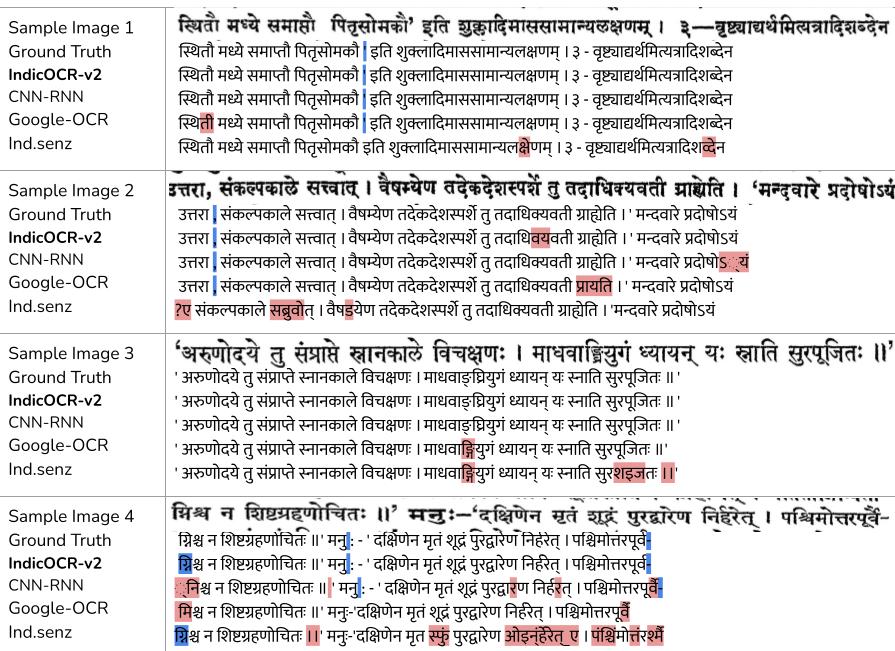 Sample Image 1
स्थितौ मध्ये समाप्तौ पितृसोमकौ’ इति शुक्लादिमाससामान्यलक्षणम् । ३—वृष्ट्याद्यर्थमित्यत्रादिशब्देन
Ground Truth
स्थितौ मध्ये समाप्तौ पितृसोमकौ ' इति शुक्लादिमाससामान्यलक्षणम् । ३ - वृष्ट्याद्यर्थमित्यत्रादिशब्देन
IndicOCR-v2
स्थितौ मध्ये समाप्तौ पितृसोमकौ ' इति शुक्लादिमाससामान्यलक्षणम् । ३ - वृष्ट्याद्यर्थमित्यत्रादिशब्देन
CNN-RNN
स्थितौ मध्ये समाप्तौ पितृसोमकौ ' इति शुक्लादिमाससामान्यलक्षणम् । ३ - वृष्ट्याद्यर्थमित्यत्रादिशब्देन
Google-OCR
स्थिती मध्ये समाप्तौ पितृसोमकौ ' इति शुक्लादिमाससामान्यलक्षणम् । ३ - वृष्ट्याद्यर्थमित्यत्रादिशब्देन
Ind.senz
स्थितौ मध्ये समाप्तौ पितृसोमकौ इति शुक्लादिमाससामान्यलक्षेणम् । ३ - वृष्ट्याद्यर्थमित्यत्रादिशव्देन
Sample Image 2
उत्तरा, संकल्पकाले सत्त्वात् । वैषम्येण तदेकदेशस्पर्शे तु तदाधिक्यवती ग्राह्येति । ‘मन्दवारे प्रदोषोऽयं
Ground Truth
उत्तरा , संकल्पकाले सत्त्वात् । वैषम्येण तदेकदेशस्पर्शे तु तदाधिक्यवती ग्राह्येति । ' मन्दवारे प्रदोषोऽयं
IndicOCR-v2
उत्तरा , संकल्पकाले सत्त्वात् । वैषम्येण तदेकदेशस्पर्शे तु तदाधिवयवती ग्राह्येति । ' मन्दवारे प्रदोषोऽयं
CNN-RNN
उत्तरा , संकल्पकाले सत्त्वात् । वैषम्येण तदेकदेशस्पर्शे तु तदाधिक्यवती ग्राह्येति । ' मन्दवारे प्रदोषोऽ्यं
Google-OCR
उत्तरा , संकल्पकाले सत्त्वात् । वैषम्येण तदेकदेशस्पर्शे तु तदाधिक्यवती प्रायति । ' मन्दवारे प्रदोषोऽयं
Ind.senz
?ए संकल्पकाले सब्रुवोत् । वैषडयेण तदेकदेशस्पर्शे तु तदाधिक्यवती ग्राह्येति । 'मन्दवारे प्रदोषोऽयं
Sample Image 3
‘अरुणोदये तु संप्राप्ते स्नानकाले विचक्षणः । माधवाङ्घ्रियुगं ध्यायन् यः स्नाति सुरपूजितः ॥’
Ground Truth
' अरुणोदये तु संप्राप्ते स्नानकाले विचक्षणः । माधवाङ्घ्रियुगं ध्यायन् यः स्नाति सुरपूजितः ॥ '
IndicOCR-v2
' अरुणोदये तु संप्राप्ते स्नानकाले विचक्षणः । माधवाङ्घ्रियुगं ध्यायन् यः स्नाति सुरपूजितः ॥ '
CNN-RNN
' अरुणोदये तु संप्राप्ते स्नानकाले विचक्षणः । माधवाङ्घ्रियुगं ध्यायन् यः स्नाति सुरपूजितः ॥ '
Google-OCR
' अरुणोदये तु संप्राप्ते स्नानकाले विचक्षणः । माधवाङ्गियुगं ध्यायन् यः स्नाति सुरपूजितः ॥ '
Ind.senz
' अरुणोदये तु संप्राप्ते स्नानकाले विचक्षणः । माधवाङ्गियुगं ध्यायन् यः स्नाति सुरशइजतः ।।'
Sample Image 4
ग्निश्च न शिष्टग्रहणोचितः ॥’ मनुः—‘दक्षिणेन मृतं शूद्रं पुरद्वारेण निर्हरेत् । पश्चिमोत्तरपूर्वै-
Ground Truth
ग्निश्च न शिष्टग्रहणोचितः ॥' मनु : - ' दक्षिणेन मृतं शूद्रं पुरद्वारेण निर्हरेत् । पश्चिमोत्तरपूर्वै-
IndicOCR-v2
ग्निश्च न शिष्टग्रहणोचितः ॥' मनु : - ' दक्षिणेन मृतं शूद्रं पुरद्वारेण निर्हरेत् । पश्चिमोत्तरपूर्वै-
CNN-RNN
्निश्च न शिष्टग्रहणोचितः ॥ ' मनु : - ' दक्षिणेन मृतं शूद्रं पुरद्वारेण निर्हरेत् । पश्चिमोत्तरपूर्वै-
Google-OCR
मिश्च न शिष्टग्रहणोचितः ॥' मनुः-'दक्षिणेन मृतं शूद्रं पुरद्वारेण निर्हरेत् । पश्चिमोत्तरपूर्वै
Ind.senz
ग्निश्च न शिष्टग्रहणोचितः ।।' मनुः-'दक्षिणेन मृत स्फुं पुरद्वारेण ओइन्र्हरेत्_ए । पंश्चिमोत्तंरर्श्मै